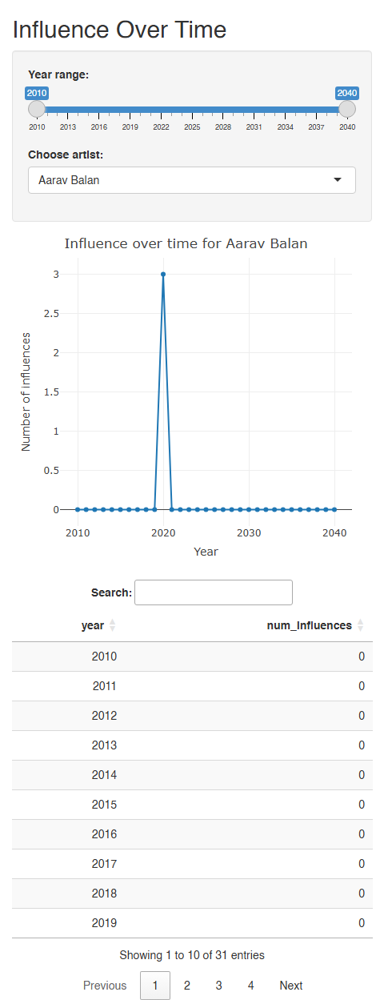 Influence Over Time
Year range:
2010 2040
2010 2013 2016 2019 2022 2025 2028 2031 2034 2037 2040
Choose artist:
Aarav Balan
Influence over time for Aarav Balan
Number of influences
3
2.5
2
1.5
1
0.5
0
2010 2020 2030 2040
Year
Search:
year num_influences
2010 0
2011 0
2012 0
2013 0
2014 0
2015 0
2016 0
2017 0
2018 0
2019 0
Showing 1 to 10 of 31 entries
Previous 1 2 3 4 Next